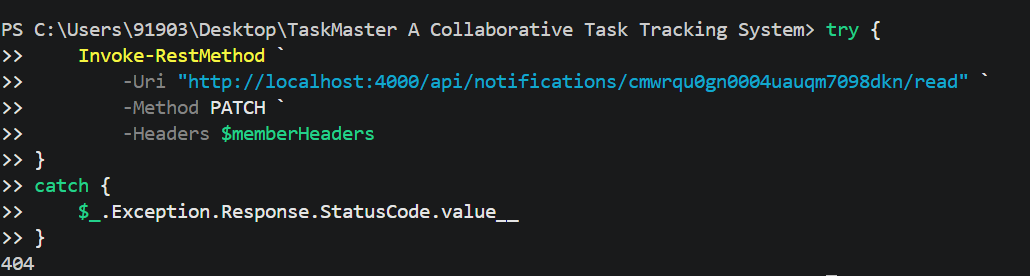 PS C:\Users\91903\Desktop\TaskMaster A Collaborative Task Tracking System> try {
>>     Invoke-RestMethod `
>>         -Uri "http://localhost:4000/api/notifications/cmwrqu0gn0004uauqm7098dkn/read" `
>>         -Method PATCH `
>>         -Headers $memberHeaders
>> }
>> catch {
>>     $_.Exception.Response.StatusCode.value__
>> }
404